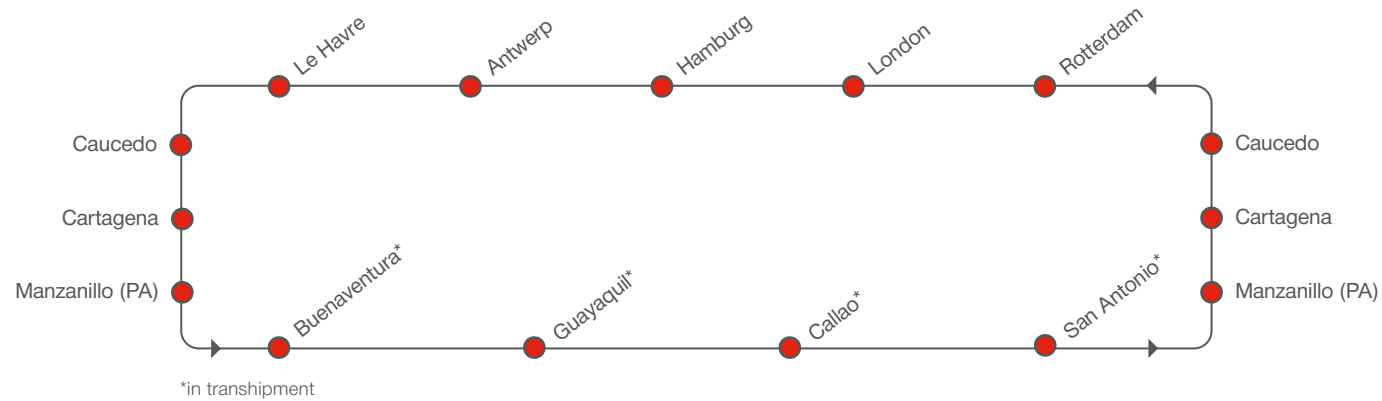 Le Havre
Antwerp
Hamburg
London
Rotterdam
Caucedo
Caucedo
Cartagena
Cartagena
Manzanillo (PA)
Manzanillo (PA)
Buenaventura*
Guayaquil*
Callao*
San Antonio*
*in transhipment